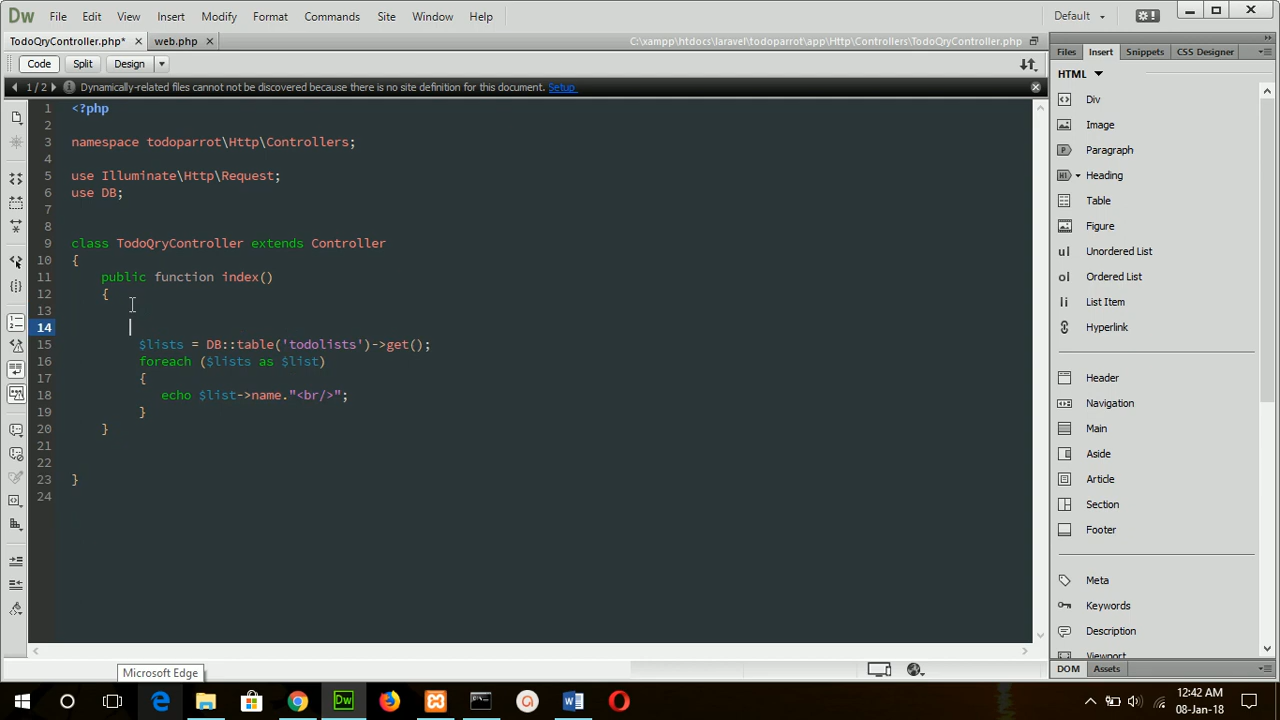 Dw File Edit View Insert Modify Format Commands Site Window Help Default
TodoQryController.php* × web.php × C:\xampp\htdocs\laravel\todoparrot\app\Http\Controllers\TodoQryController.php
Code Split Design
1 / 2 Dynamically-related files cannot not be discovered because there is no site definition for this document. Setup
1 <?php
2
3 namespace todoparrot\Http\Controllers;
4
5 use Illuminate\Http\Request;
6 use DB;
7
8
9 class TodoQryController extends Controller
10 {
11 public function index()
12 {
13
14
15 $lists = DB::table('todolists')->get();
16 foreach ($lists as $list)
17 {
18 echo $list->name."<br/>";
19 }
20 }
21
22
23 }
24
Files Insert Snippets CSS Designer
HTML
Div
Image
Paragraph
H1 Heading
Table
Figure
ul Unordered List
ol Ordered List
li List Item
Hyperlink
Header
Navigation
Main
Aside
Article
Section
Footer
Meta
Keywords
Description
Viewport
DOM Assets
Microsoft Edge
Dw
12:42 AM
08-Jan-18